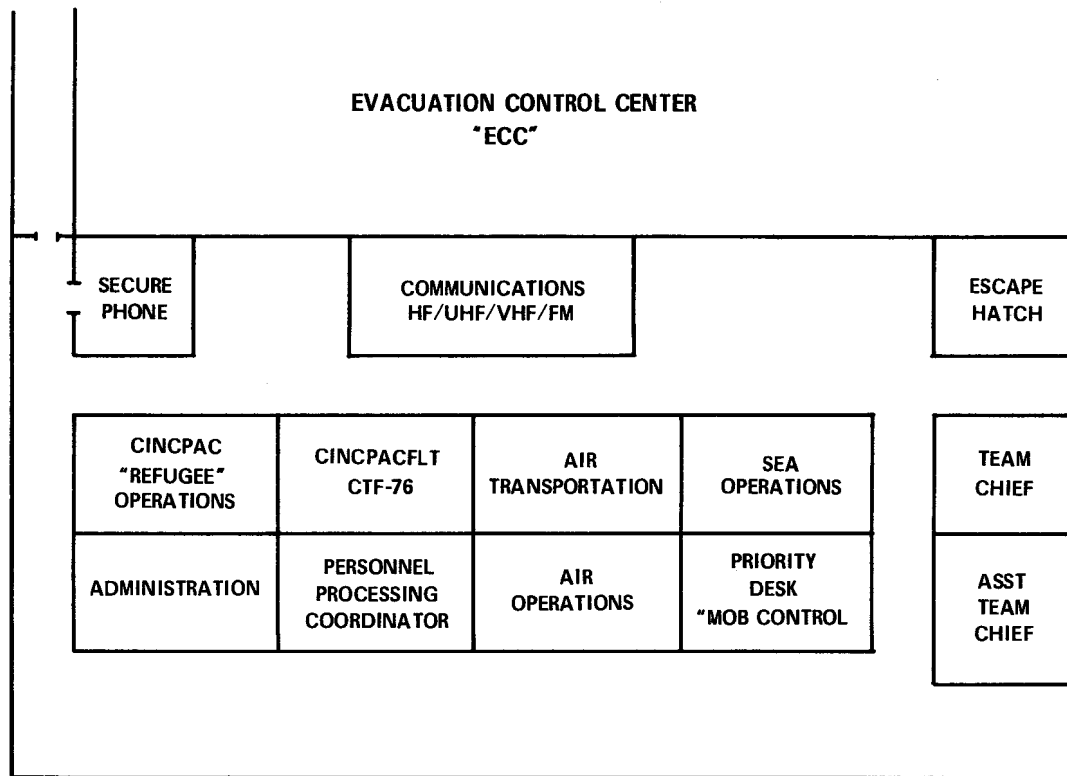 EVACUATION CONTROL CENTER
"ECC"
SECURE
PHONE
COMMUNICATIONS
HF/UHF/VHF/FM
ESCAPE
HATCH
CINCPAC
"REFUGEE"
OPERATIONS
CINCPACFLT
CTF-76
AIR
TRANSPORTATION
SEA
OPERATIONS
TEAM
CHIEF
ADMINISTRATION
PERSONNEL
PROCESSING
COORDINATOR
AIR
OPERATIONS
PRIORITY
DESK
"MOB CONTROL
ASST
TEAM
CHIEF